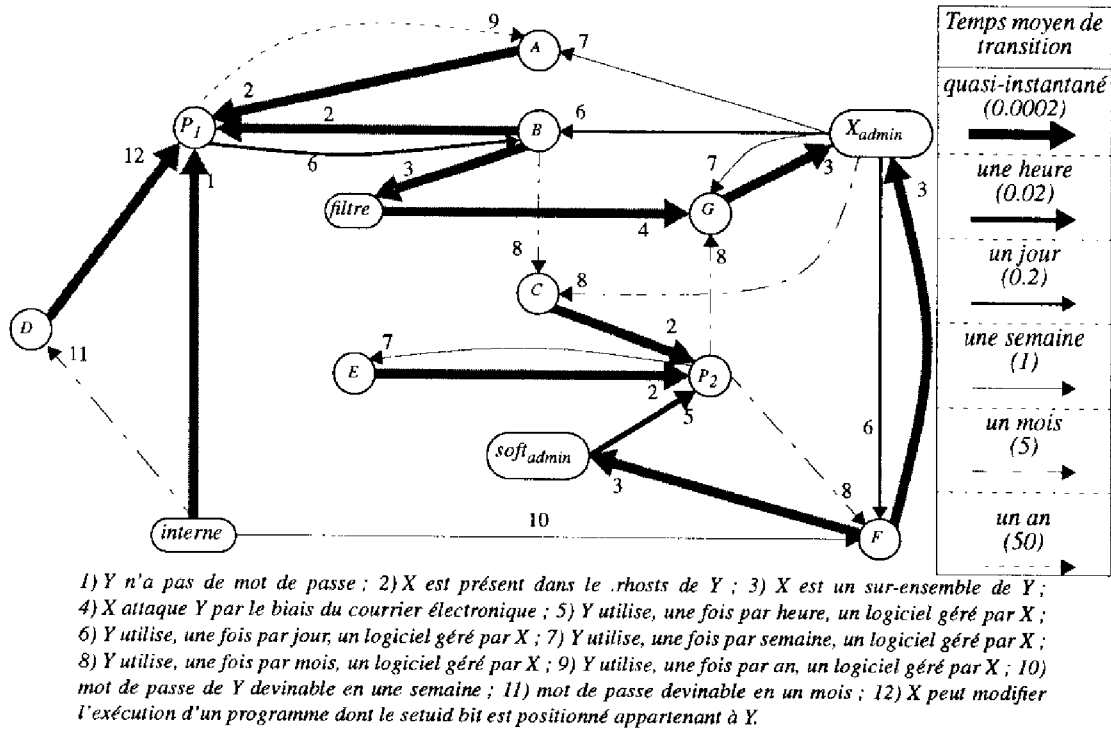 9
A
7
Temps moyen de
transition
2
P1
2
B
6
Xadmin
quasi-instantané
(0.0002)
12
1
6
3
7
3
3
une heure
(0.02)
filtre
G
4
8
8
8
un jour
(0.2)
C
D
2
11
7
E
P2
2
5
une semaine
(1)
softadmin
3
6
8
un mois
(5)
interne
10
F
un an
(50)
1) Y n'a pas de mot de passe ; 2) X est présent dans le .rhosts de Y ; 3) X est un sur-ensemble de Y ;
4) X attaque Y par le biais du courrier électronique ; 5) Y utilise, une fois par heure, un logiciel géré par X ;
6) Y utilise, une fois par jour, un logiciel géré par X ; 7) Y utilise, une fois par semaine, un logiciel géré par X ;
8) Y utilise, une fois par mois, un logiciel géré par X ; 9) Y utilise, une fois par an, un logiciel géré par X ; 10)
mot de passe de Y devinable en une semaine ; 11) mot de passe devinable en un mois ; 12) X peut modifier
l'exécution d'un programme dont le setuid bit est positionné appartenant à Y.